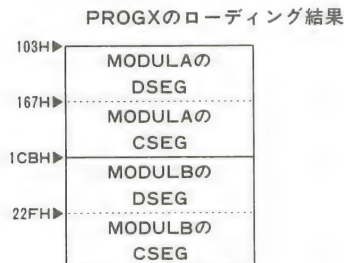 PROGXのローディング結果
103H▶
MODULAの
DSEG
167H▶
MODULAの
CSEG
1CBH▶
MODULBの
DSEG
22FH▶
MODULBの
CSEG